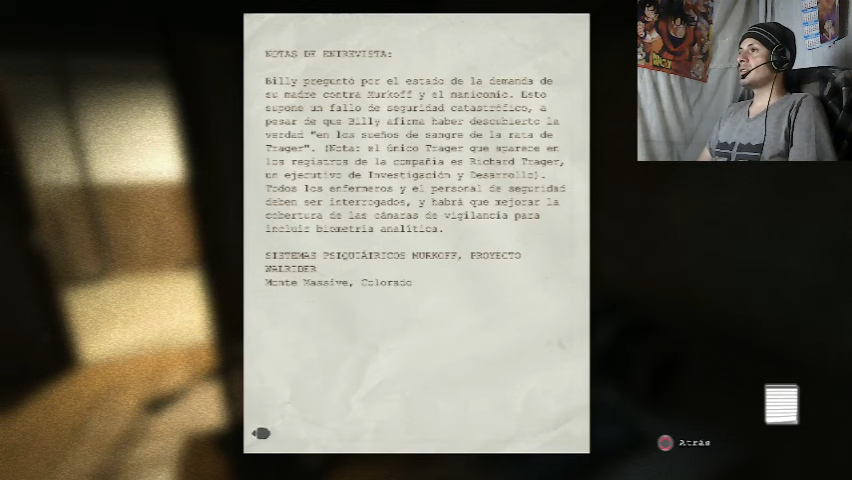 NOTAS DE ENTREVISTA:
Billy preguntó por el estado de la demanda de
su madre contra Murkoff y el manicomio. Esto
supone un fallo de seguridad catastrófico, a
pesar de que Billy afirma haber descubierto la
verdad "en los sueños de sangre de la rata de
Trager". (Nota: el único Trager que aparece en
los registros de la compañía es Richard Trager,
un ejecutivo de Investigación y Desarrollo).
Todos los enfermeros y el personal de seguridad
deben ser interrogados, y habrá que mejorar la
cobertura de las cámaras de vigilancia para
incluir biometría analítica.
SISTEMAS PSIQUIÁTRICOS MURKOFF, PROYECTO
WALRIDER
Monte Massive, Colorado
Atrás